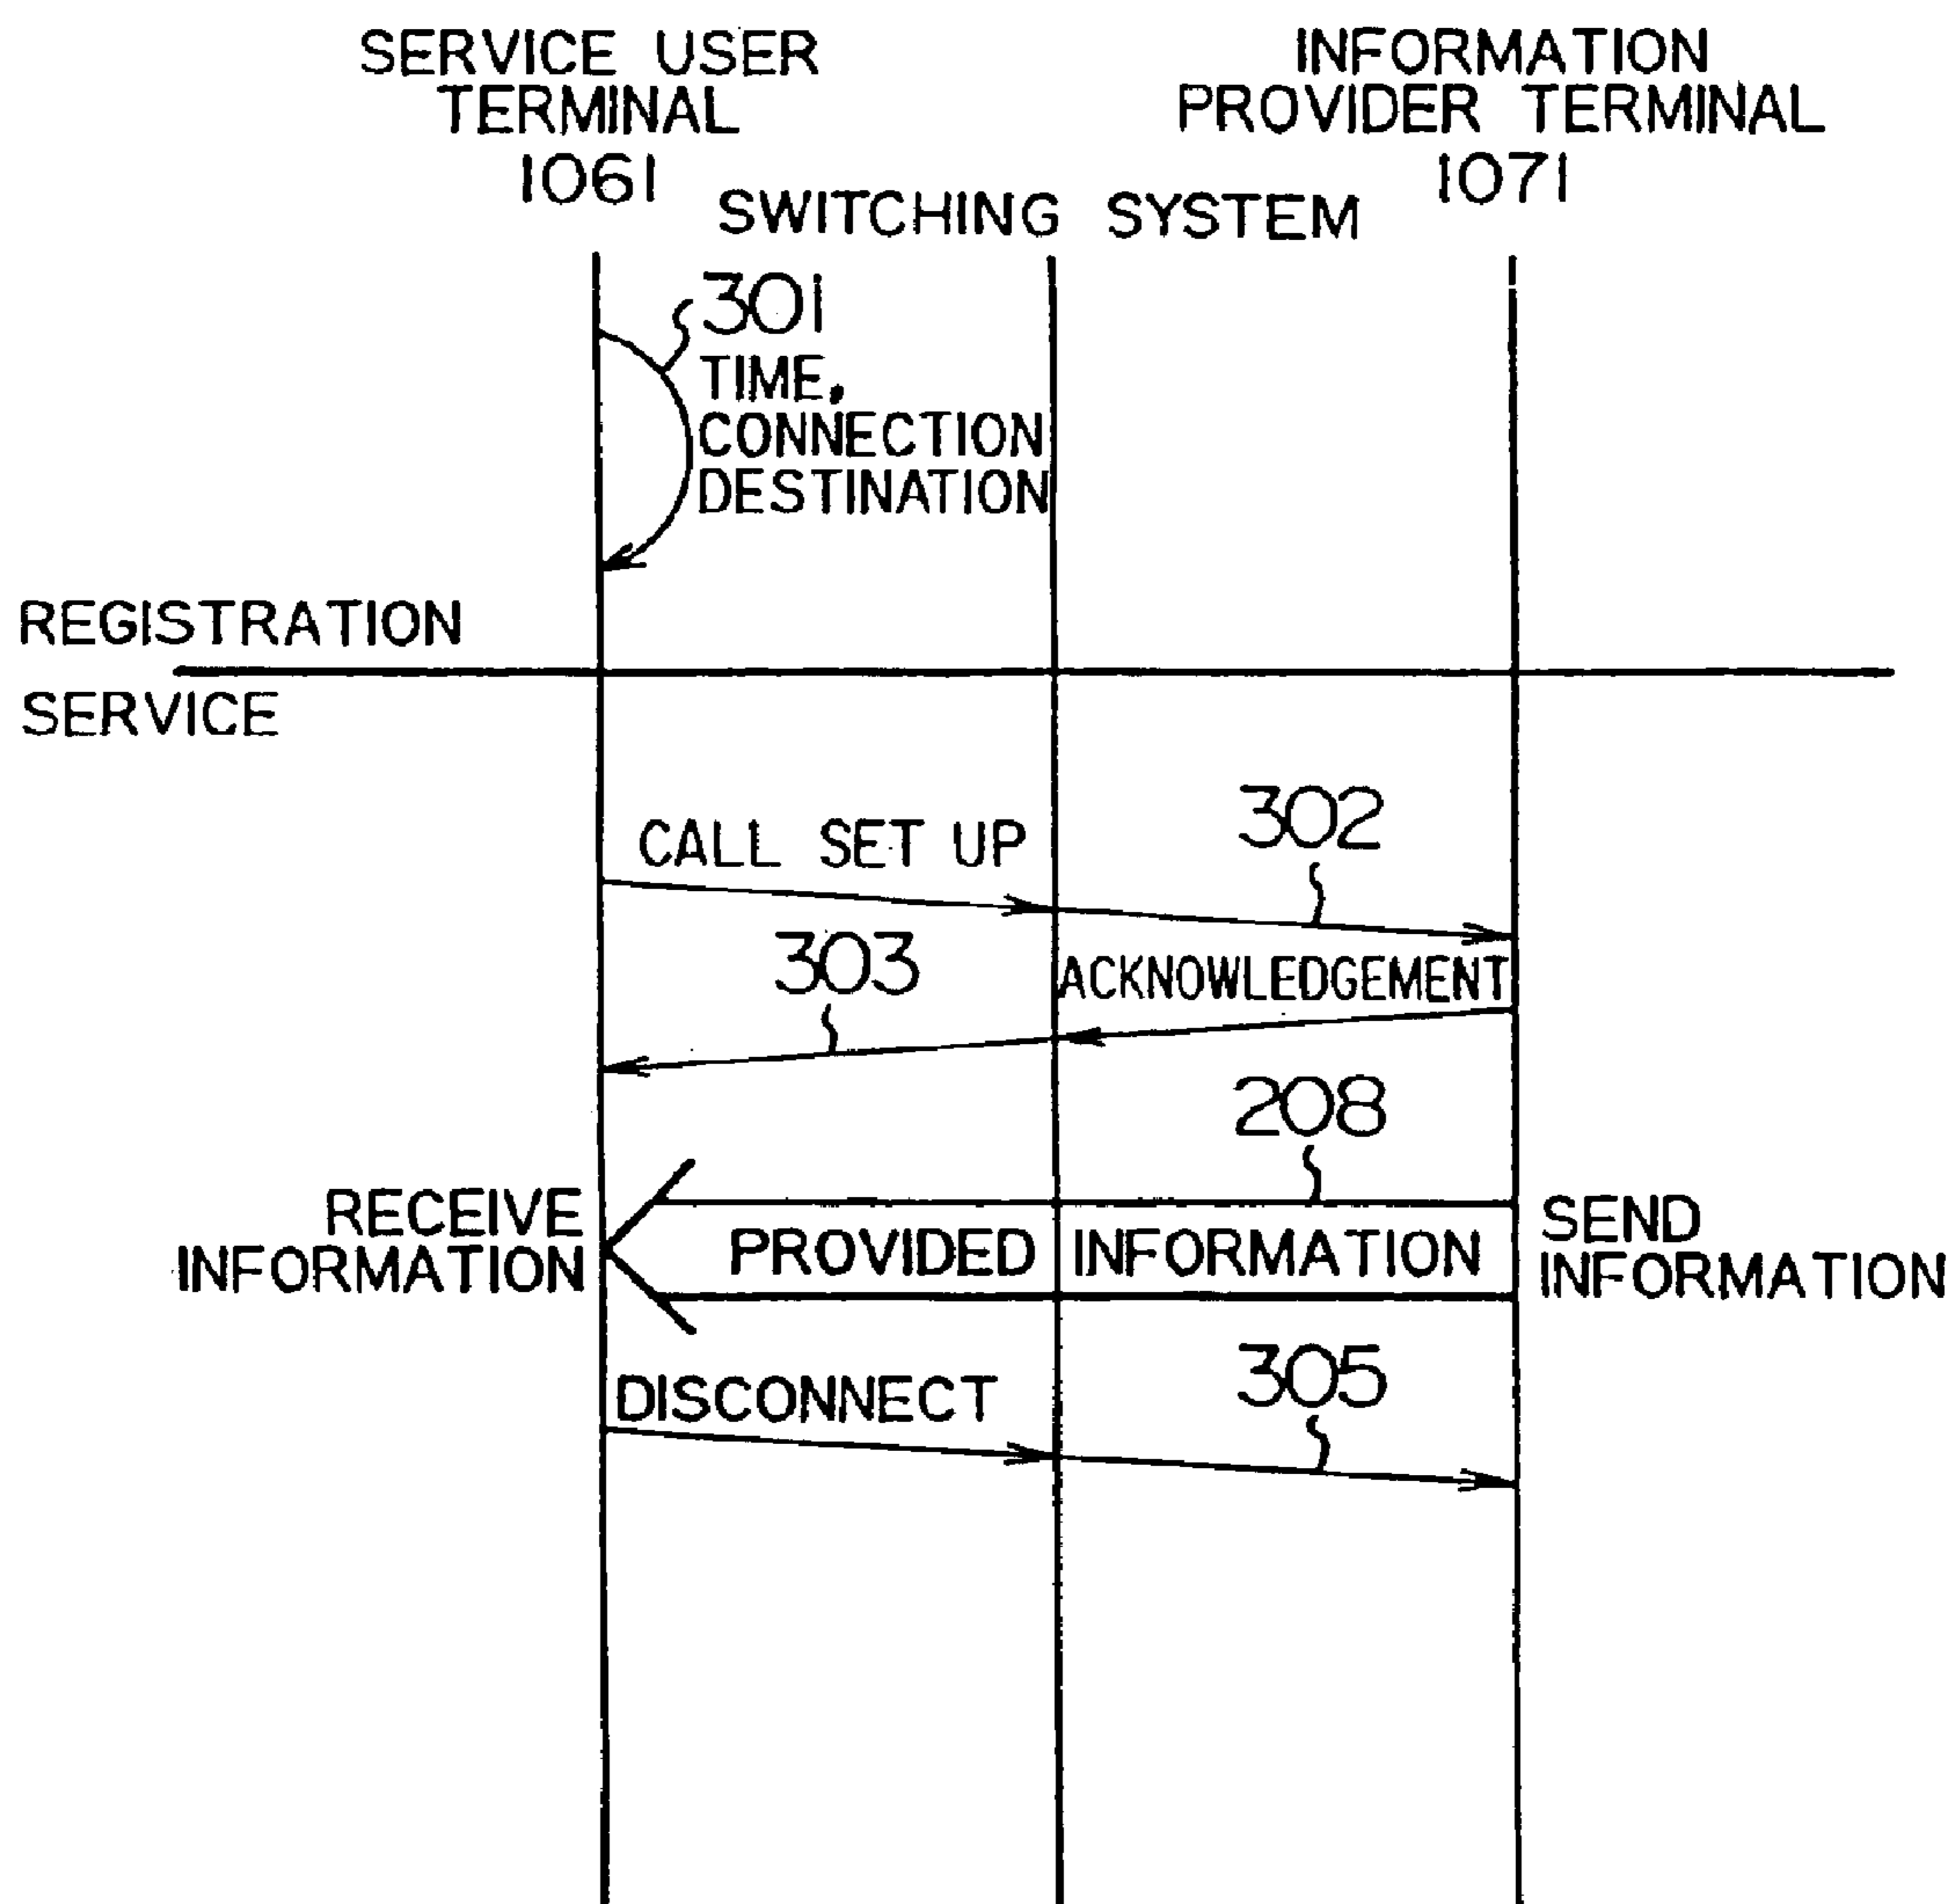 SERVICE USER
TERMINAL
1061
INFORMATION
PROVIDER TERMINAL
1071
SWITCHING SYSTEM
301
TIME,
CONNECTION
DESTINATION
REGISTRATION
SERVICE
CALL SET UP
302
303
ACKNOWLEDGEMENT
208
RECEIVE
INFORMATION
PROVIDED INFORMATION
SEND
INFORMATION
DISCONNECT
305